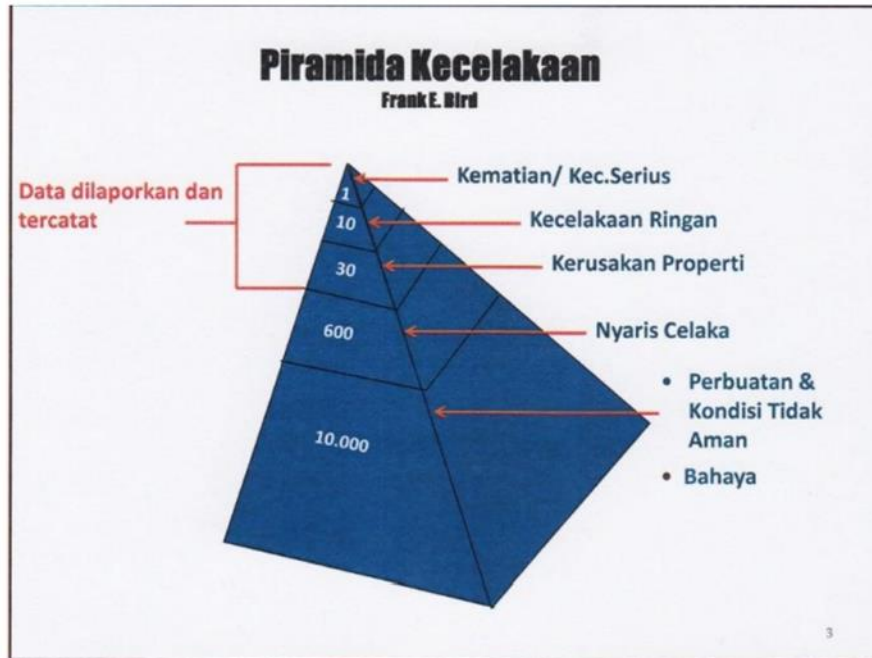 Piramida Kecelakaan
Frank E. Bird
Data dilaporkan dan
tercatat
1
Kematian/ Kec.Serius
10
Kecelakaan Ringan
30
Kerusakan Properti
600
Nyaris Celaka
10.000
• Perbuatan &
Kondisi Tidak
Aman
• Bahaya
3